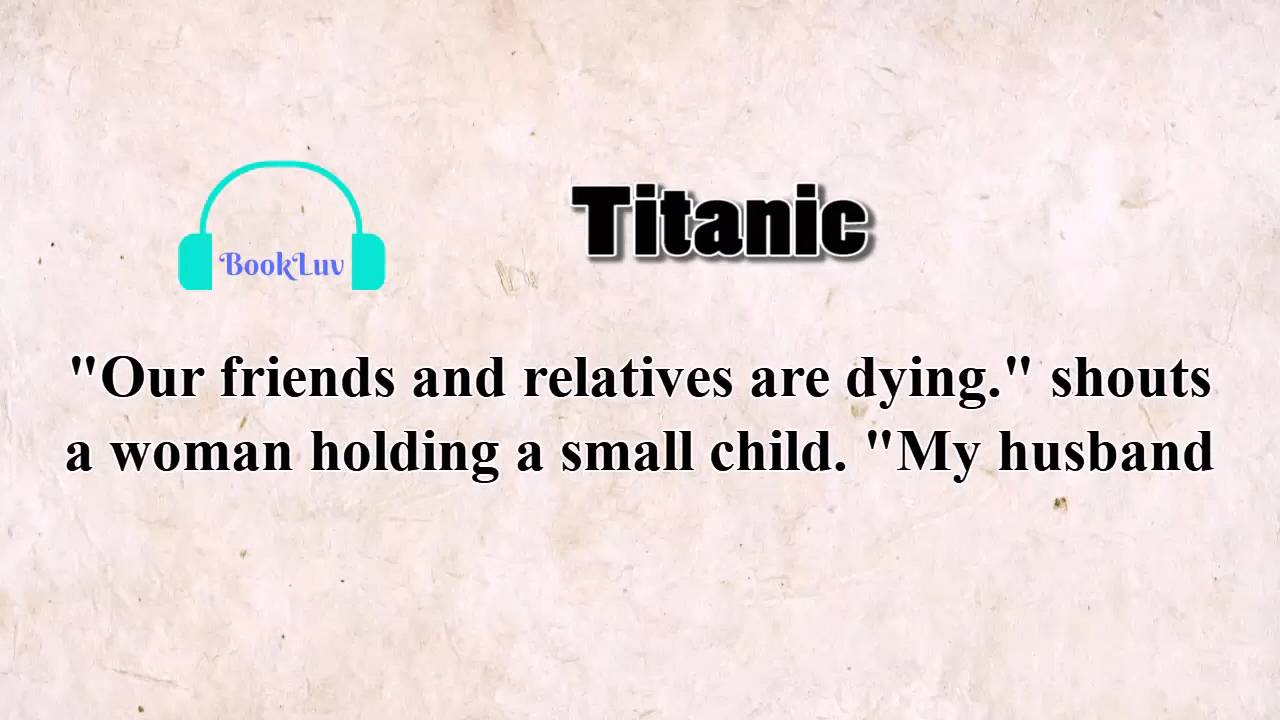 BookLuv
Titanic
"Our friends and relatives are dying." shouts
a woman holding a small child. "My husband